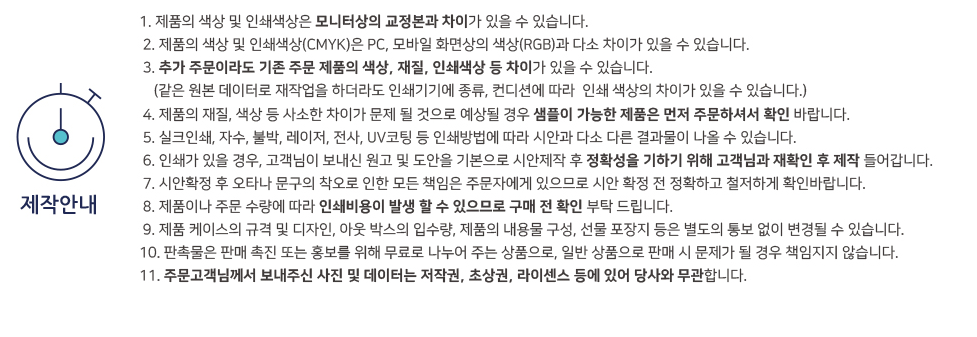 제작안내
1. 제품의 색상 및 인쇄색상은 모니터상의 교정본과 차이가 있을 수 있습니다.
2. 제품의 색상 및 인쇄색상(CMYK)은 PC, 모바일 화면상의 색상(RGB)과 다소 차이가 있을 수 있습니다.
3. 추가 주문이라도 기존 주문 제품의 색상, 재질, 인쇄색상 등 차이가 있을 수 있습니다.
(같은 원본 데이터로 재작업을 하더라도 인쇄기기에 종류, 컨디션에 따라 인쇄 색상의 차이가 있을 수 있습니다.)
4. 제품의 재질, 색상 등 사소한 차이가 문제 될 것으로 예상될 경우 샘플이 가능한 제품은 먼저 주문하셔서 확인 바랍니다.
5. 실크인쇄, 자수, 불박, 레이저, 전사, UV코팅 등 인쇄방법에 따라 시안과 다소 다른 결과물이 나올 수 있습니다.
6. 인쇄가 있을 경우, 고객님이 보내신 원고 및 도안을 기본으로 시안제작 후 정확성을 기하기 위해 고객님과 재확인 후 제작 들어갑니다.
7. 시안확정 후 오타나 문구의 착오로 인한 모든 책임은 주문자에게 있으므로 시안 확정 전 정확하고 철저하게 확인바랍니다.
8. 제품이나 주문 수량에 따라 인쇄비용이 발생 할 수 있으므로 구매 전 확인 부탁 드립니다.
9. 제품 케이스의 규격 및 디자인, 아웃 박스의 입수량, 제품의 내용물 구성, 선물 포장지 등은 별도의 통보 없이 변경될 수 있습니다.
10. 판촉물은 판매 촉진 또는 홍보를 위해 무료로 나누어 주는 상품으로, 일반 상품으로 판매 시 문제가 될 경우 책임지지 않습니다.
11. 주문고객님께서 보내주신 사진 및 데이터는 저작권, 초상권, 라이센스 등에 있어 당사와 무관합니다.